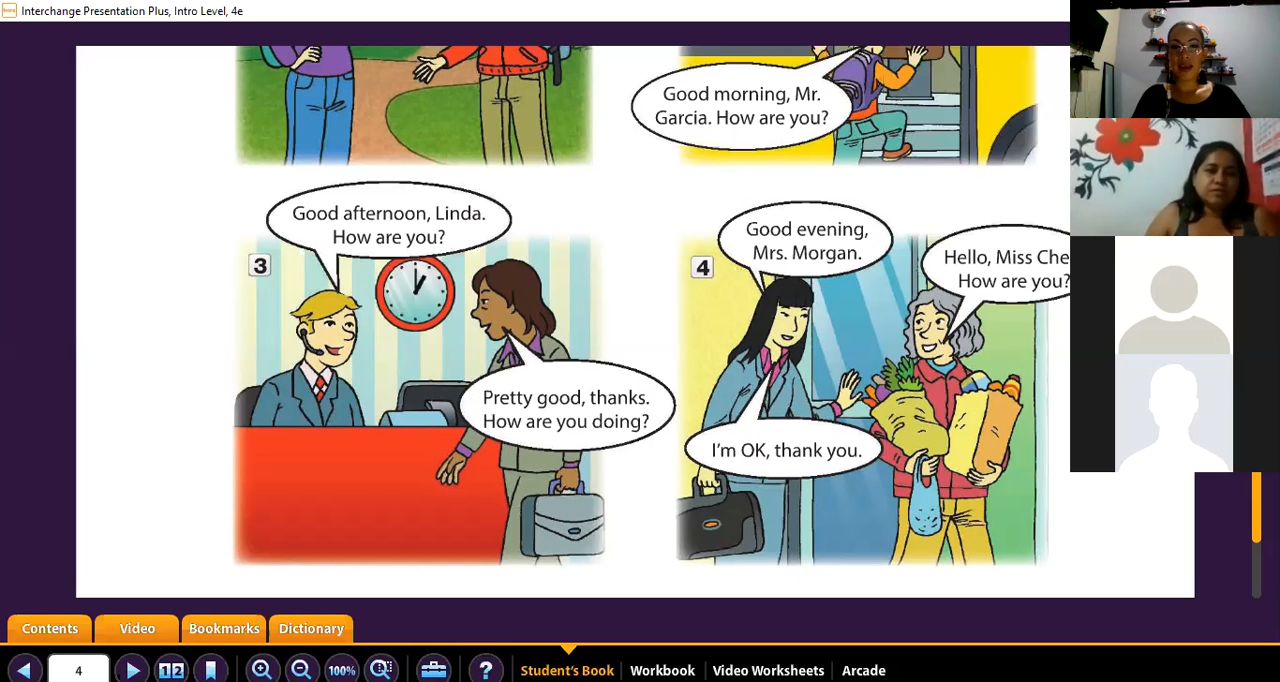 Interchange Presentation Plus, Intro Level, 4e
Good morning, Mr.
Garcia. How are you?
Good afternoon, Linda.
How are you?
3
Pretty good, thanks.
How are you doing?
4
Good evening,
Mrs. Morgan.
Hello, Miss Che
How are you?
I'm OK, thank you.
Contents
Video
Bookmarks
Dictionary
4
1 2
100%
?
Student's Book
Workbook
Video Worksheets
Arcade